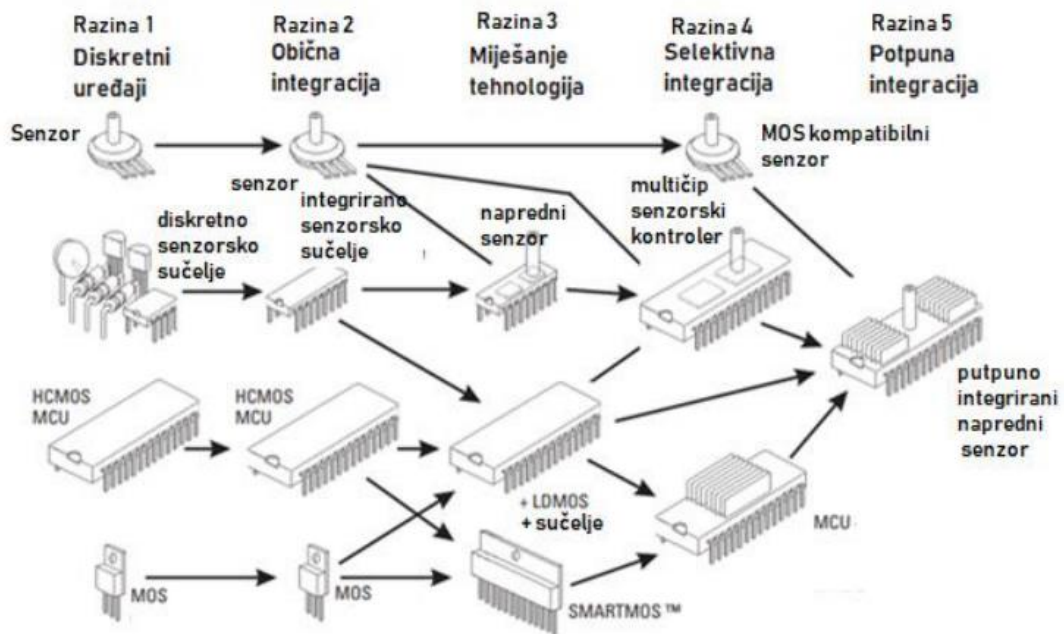 Razina 1
Diskretni
uređaji
Razina 2
Obična
integracija
Razina 3
Miješanje
tehnologija
Razina 4
Selektivna
integracija
Razina 5
Potpuna
integracija
Senzor
senzor
MOS kompatibilni
senzor
diskretno
senzorsko
sučelje
integrirano
senzorsko
sučelje
napredni
senzor
multičip
senzorski
kontroler
HCMOS
MCU
HCMOS
MCU
+ LDMOS
+ sučelje
putpuno
integrirani
napredni
senzor
MCU
MOS
MOS
SMARTMOS ™